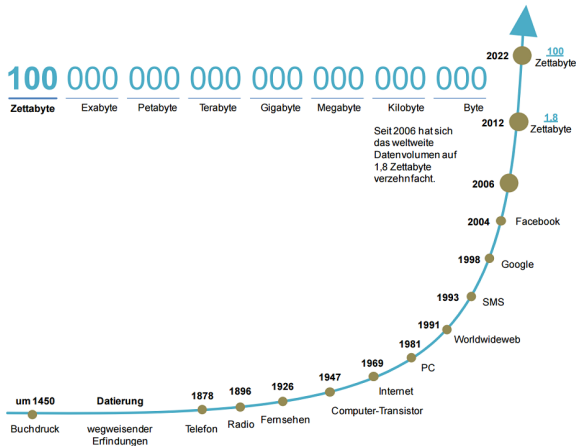 100 000 000 000 000 000 000 000
Zettabyte Exabyte Petabyte Terabyte Gigabyte Megabyte Kilobyte Byte
2022
100
Zettabyte
2012
1,8
Zettabyte
Seit 2006 hat sich
das weltweite
Datenvolumen auf
1,8 Zettabyte
verzehnfacht.
2006
2004 Facebook
1998 Google
1993 SMS
1991 Worldwideweb
1981 PC
1969 Internet
1947 Computer-Transistor
1926 Fernsehen
1896 Radio
1878 Telefon
um 1450 Buchdruck
Datierung
wegweisender
Erfindungen